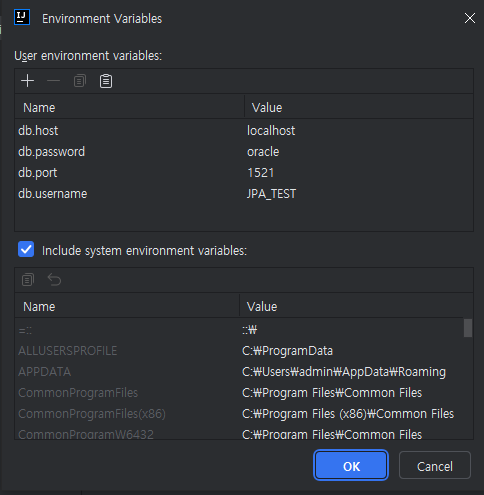 IJ
Environment Variables
User environment variables:
Name Value
db.host localhost
db.password oracle
db.port 1521
db.username JPA_TEST
Include system environment variables:
Name Value
=:: ::₩
ALLUSERSPROFILE C:₩ProgramData
APPDATA C:₩Users₩admin₩AppData₩Roaming
CommonProgramFiles C:₩Program Files₩Common Files
CommonProgramFiles(x86) C:₩Program Files (x86)₩Common Files
CommonProgramW6432 C:₩Program Files₩Common Files
OK Cancel